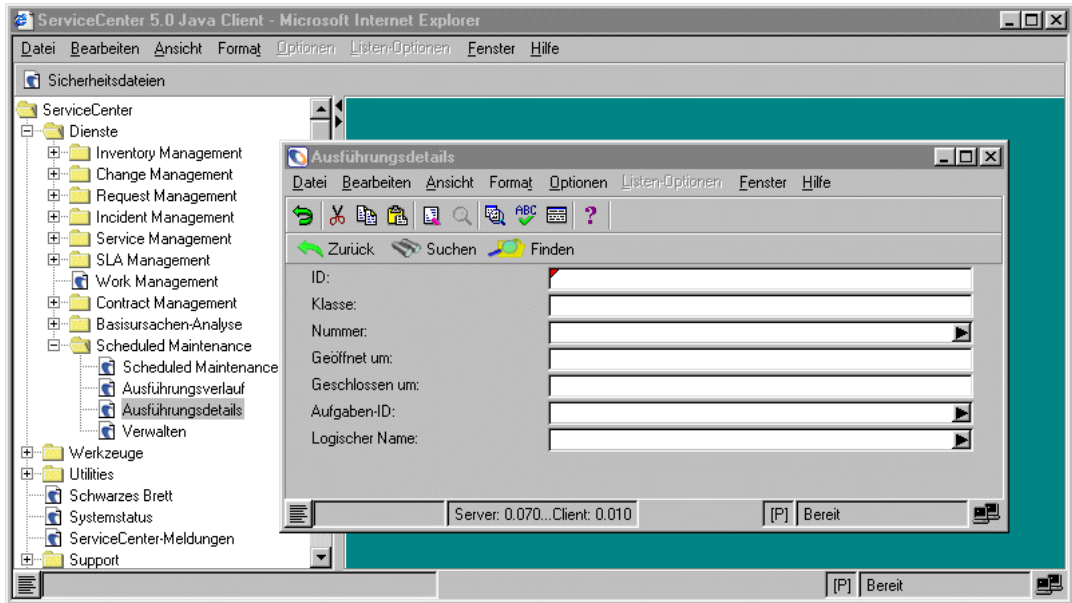 ServiceCenter 5.0 Java Client - Microsoft Internet Explorer
Datei Bearbeiten Ansicht Format Optionen Listen-Optionen Fenster Hilfe
Sicherheitsdateien
ServiceCenter
Dienste
Inventory Management
Change Management
Request Management
Incident Management
Service Management
SLA Management
Work Management
Contract Management
Basisursachen-Analyse
Scheduled Maintenance
Scheduled Maintenance
Ausführungsverlauf
Ausführungsdetails
Verwalten
Werkzeuge
Utilities
Schwarzes Brett
Systemstatus
ServiceCenter-Meldungen
Support
Ausführungsdetails
Datei Bearbeiten Ansicht Format Optionen Listen-Optionen Fenster Hilfe
ABC ?
Zurück Suchen Finden
ID:
Klasse:
Nummer:
Geöffnet um:
Geschlossen um:
Aufgaben-ID:
Logischer Name:
Server: 0.070...Client: 0.010 [P] Bereit
[P] Bereit